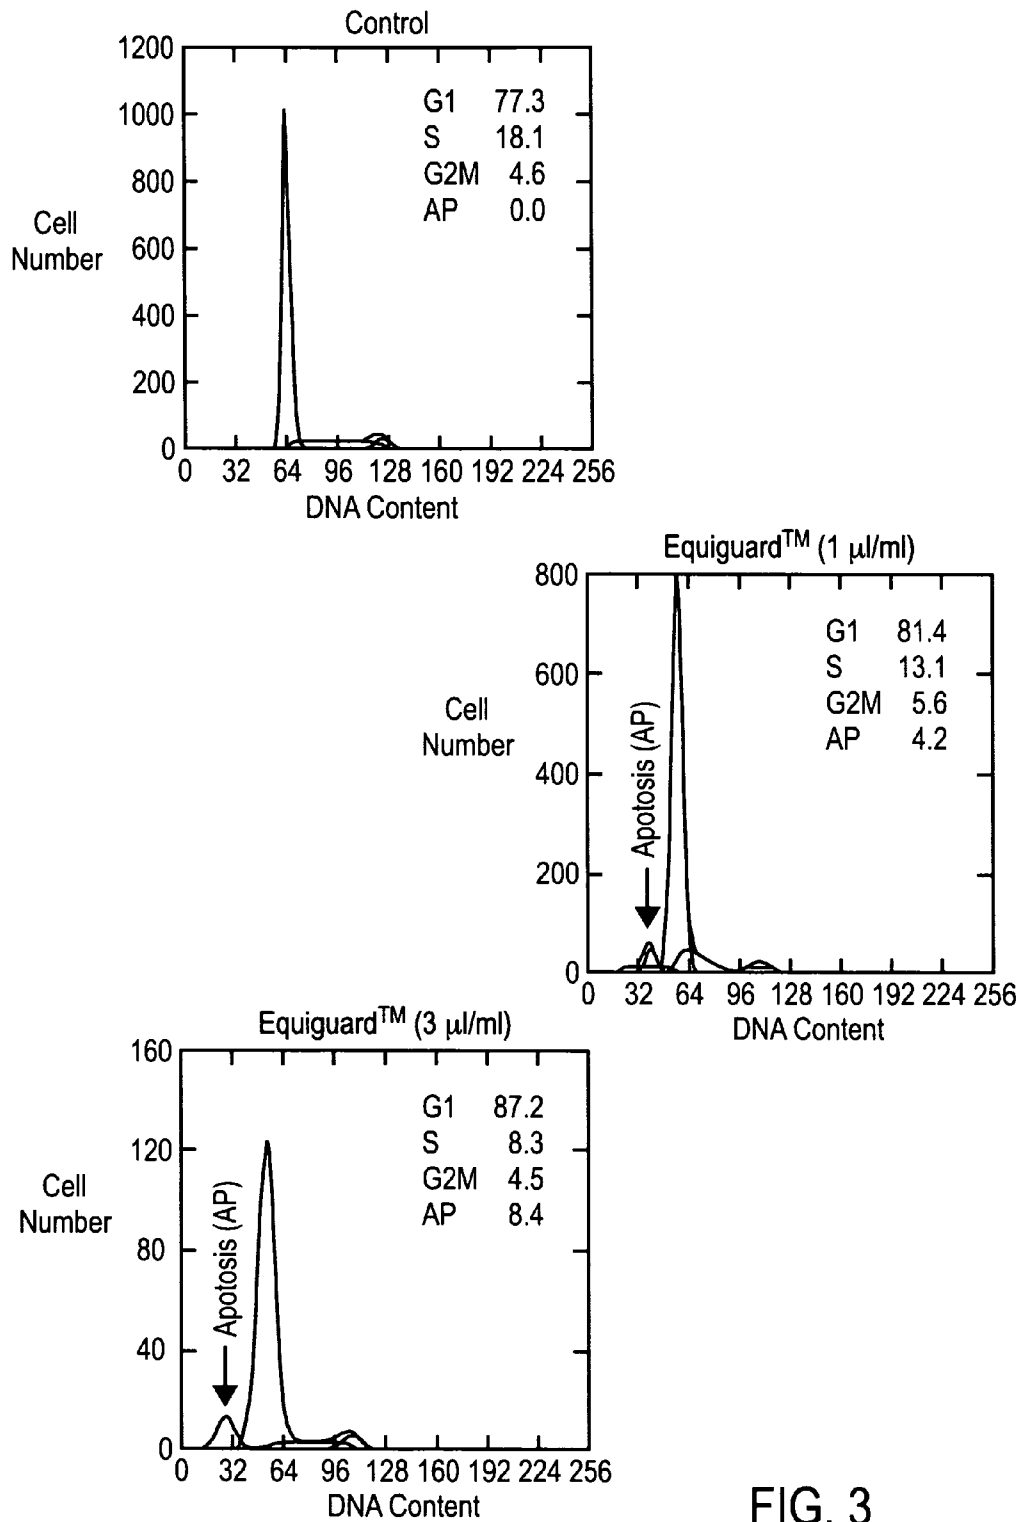 Control
1200
1000
800
600
400
200
0
Cell
Number
G1 77.3
S 18.1
G2M 4.6
AP 0.0
0 32 64 96 128 160 192 224 256
DNA Content
Equiguard™ (1 µl/ml)
800
600
400
200
0
Cell
Number
Apotosis (AP)
G1 81.4
S 13.1
G2M 5.6
AP 4.2
0 32 64 96 128 160 192 224 256
DNA Content
Equiguard™ (3 µl/ml)
160
120
80
40
0
Cell
Number
Apotosis (AP)
G1 87.2
S 8.3
G2M 4.5
AP 8.4
0 32 64 96 128 160 192 224 256
DNA Content
FIG. 3